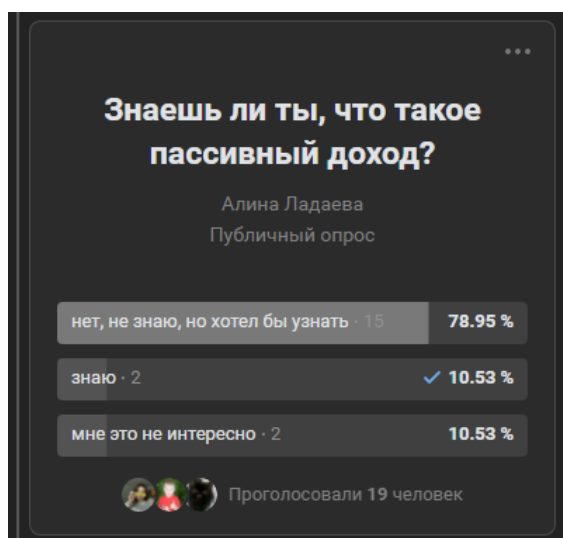 Знаешь ли ты, что такое
пассивный доход?
Алина Ладаева
Публичный опрос
нет, не знаю, но хотел бы узнать · 15 78.95 %
знаю · 2 10.53 %
мне это не интересно · 2 10.53 %
Проголосовали 19 человек